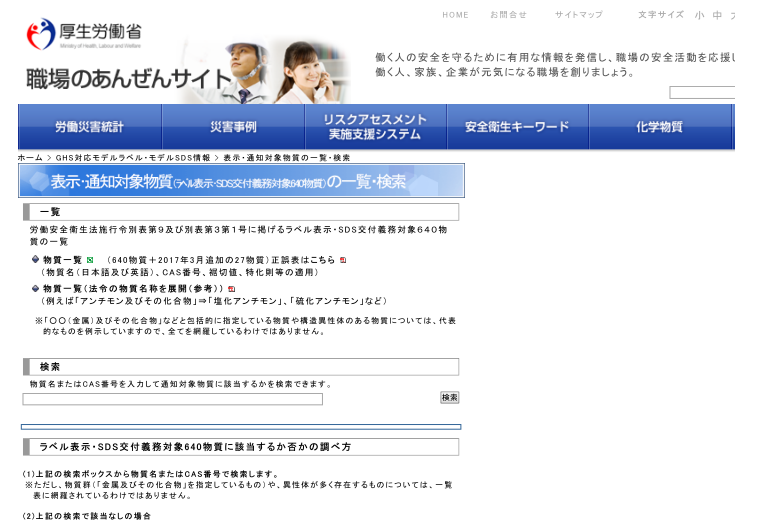 HOME お問合せ サイトマップ 文字サイズ 小 中
厚生労働省
Ministry of Health, Labour and Welfare
職場のあんぜんサイト
働く人の安全を守るために有用な情報を発信し、職場の安全活動を応援し
働く人、家族、企業が元気になる職場を創りましょう。
労働災害統計 災害事例 リスクアセスメント 実施支援システム 安全衛生キーワード 化学物質
ホーム > GHS対応モデルラベル・モデルSDS情報 > 表示・通知対象物質の一覧・検索
表示・通知対象物質(ラベル表示・SDS交付義務対象640物質)の一覧・検索
一覧
労働安全衛生法施行令別表第9及び別表第3第1号に掲げるラベル表示・SDS交付義務対象640物
質の一覧
物質一覧 (640物質+2017年3月追加の27物質)正誤表はこちら
(物質名(日本語及び英語)、CAS番号、裾切値、特化則等の適用)
物質一覧(法令の物質名称を展開(参考))
(例えば「アンチモン及びその化合物」⇒「塩化アンチモン」、「硫化アンチモン」など)
※「○○(金属)及びその化合物」などと包括的に指定している物質や構造異性体のある物質については、代表
的なものを例示していますので、全てを網羅しているわけではありません。
検索
物質名またはCAS番号を入力して通知対象物質に該当するかを検索できます。
検索
ラベル表示・SDS交付義務対象640物質に該当するか否かの調べ方
(1)上記の検索ボックスから物質名またはCAS番号で検索します。
※ただし、物質群(「金属及びその化合物」を指定しているもの)や、異性体が多く存在するものについては、一覧
表に網羅されているわけではありません。
(2)上記の検索で該当なしの場合